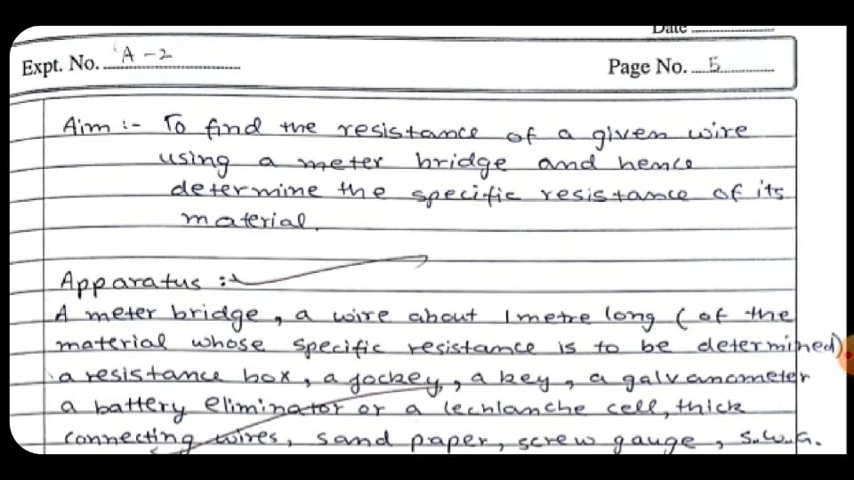 Date
Expt. No. A-2
Page No. 5
Aim :- To find the resistance of a given wire
using a meter bridge and hence
determine the specific resistance of its
material.
Apparatus :-
A meter bridge, a wire about 1metre long (of the
material whose specific resistance is to be determined)
a resistance box, a jockey, a key, a galvanometer
a battery eliminator or a lechlanche cell, thick
connecting wires, sand paper, screw gauge, s.w.g.